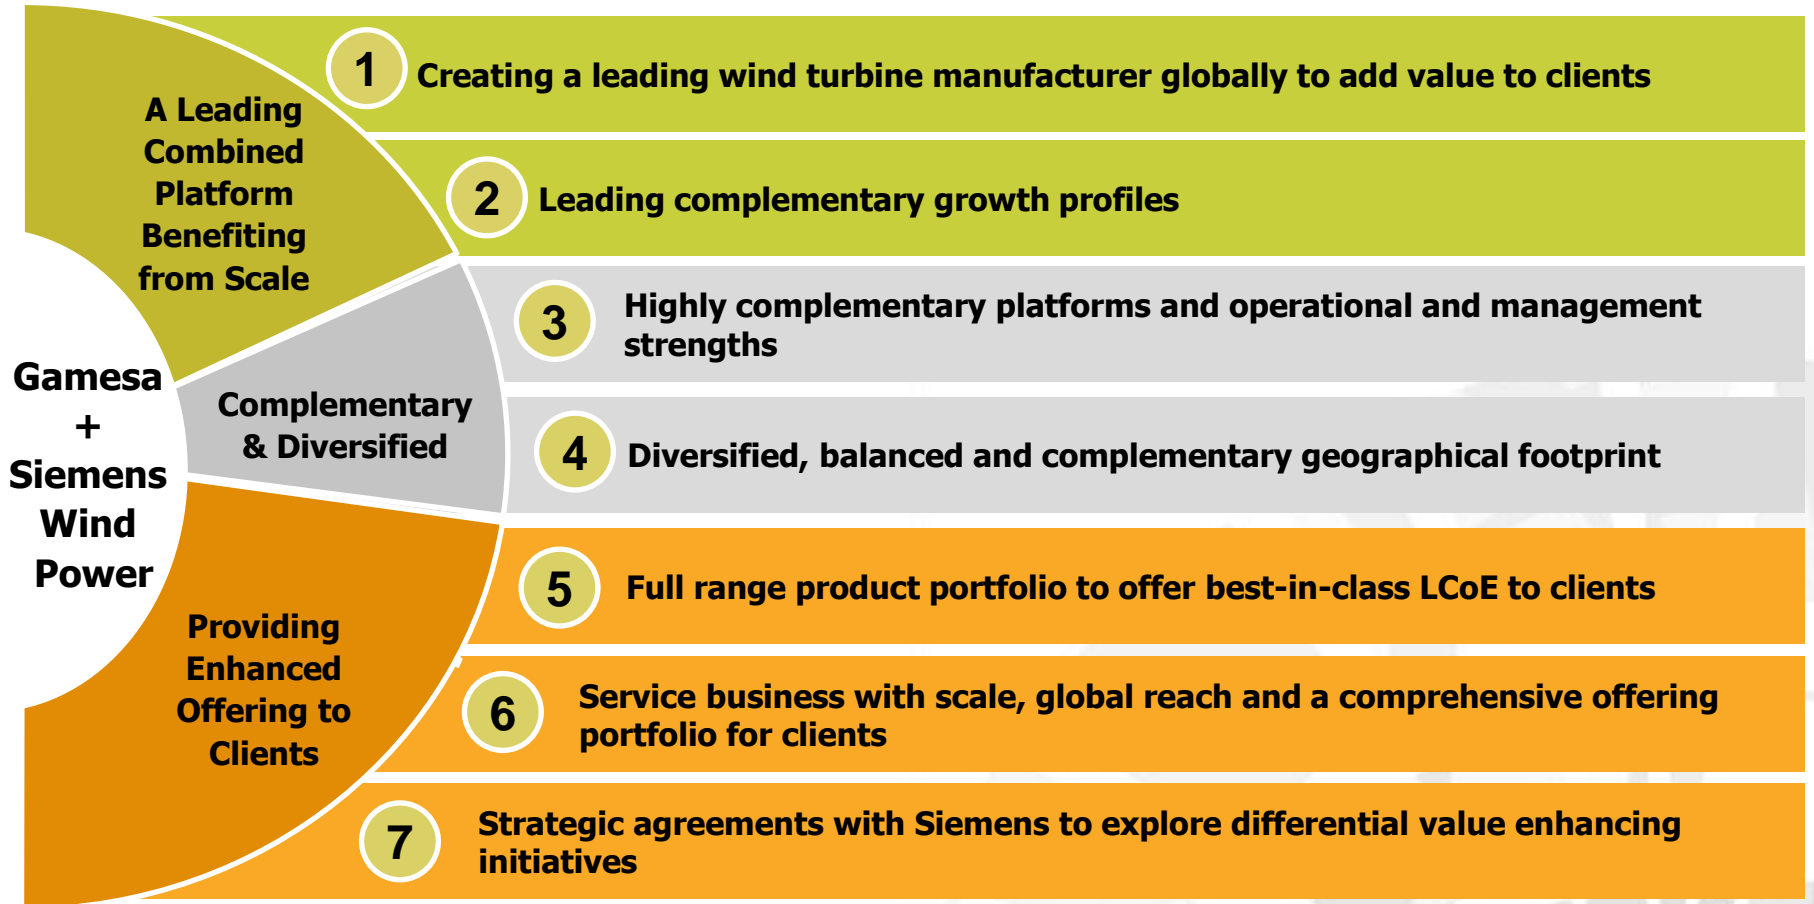 Gamesa
+
Siemens
Wind
Power
A Leading
Combined
Platform
Benefiting
from Scale
1
Creating a leading wind turbine manufacturer globally to add value to clients
2
Leading complementary growth profiles
Complementary
& Diversified
3
Highly complementary platforms and operational and management
strengths
4
Diversified, balanced and complementary geographical footprint
Providing
Enhanced
Offering to
Clients
5
Full range product portfolio to offer best-in-class LCoE to clients
6
Service business with scale, global reach and a comprehensive offering
portfolio for clients
7
Strategic agreements with Siemens to explore differential value enhancing
initiatives